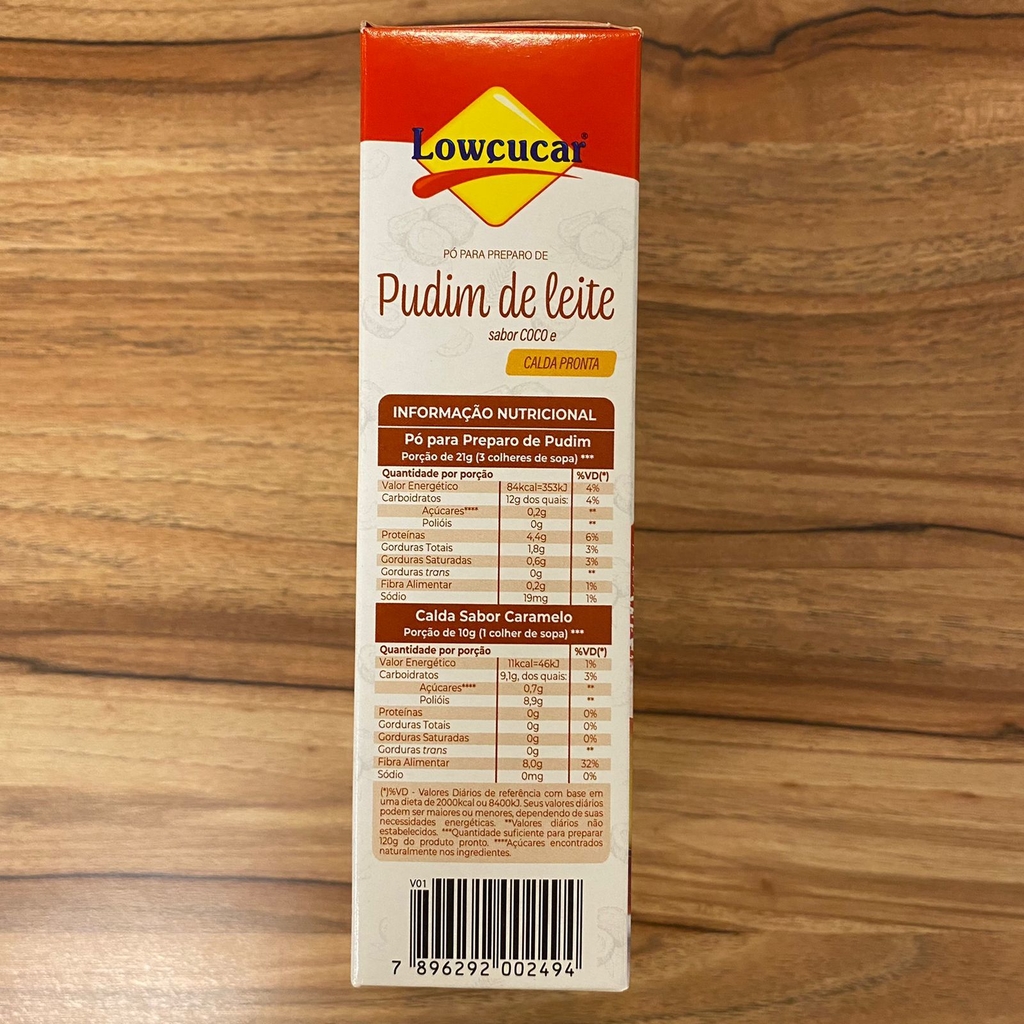 Lowçucar®
PÓ PARA PREPARO DE
Pudim de leite
sabor COCO e
CALDA PRONTA
INFORMAÇÃO NUTRICIONAL
Pó para Preparo de Pudim
Porção de 21g (3 colheres de sopa) ***
Quantidade por porção %VD(*)
Valor Energético 84kcal=353kJ 4%
Carboidratos 12g dos quais: 4%
Açúcares**** 0,2g **
Polióis 0g **
Proteínas 4,4g 6%
Gorduras Totais 1,8g 3%
Gorduras Saturadas 0,6g 3%
Gorduras trans 0g **
Fibra Alimentar 0,2g 1%
Sódio 19mg 1%
Calda Sabor Caramelo
Porção de 10g (1 colher de sopa) ***
Quantidade por porção %VD(*)
Valor Energético 11kcal=46kJ 1%
Carboidratos 9,1g, dos quais: 3%
Açúcares**** 0,7g **
Polióis 8,9g **
Proteínas 0g 0%
Gorduras Totais 0g 0%
Gorduras Saturadas 0g 0%
Gorduras trans 0g **
Fibra Alimentar 8,0g 32%
Sódio 0mg 0%
(*)%VD - Valores Diários de referência com base em
uma dieta de 2000kcal ou 8400kJ. Seus valores diários
podem ser maiores ou menores, dependendo de suas
necessidades energéticas. **Valores diários não
estabelecidos. ***Quantidade suficiente para preparar
120g do produto pronto. ****Açúcares encontrados
naturalmente nos ingredientes.
V01
7 896292 002494